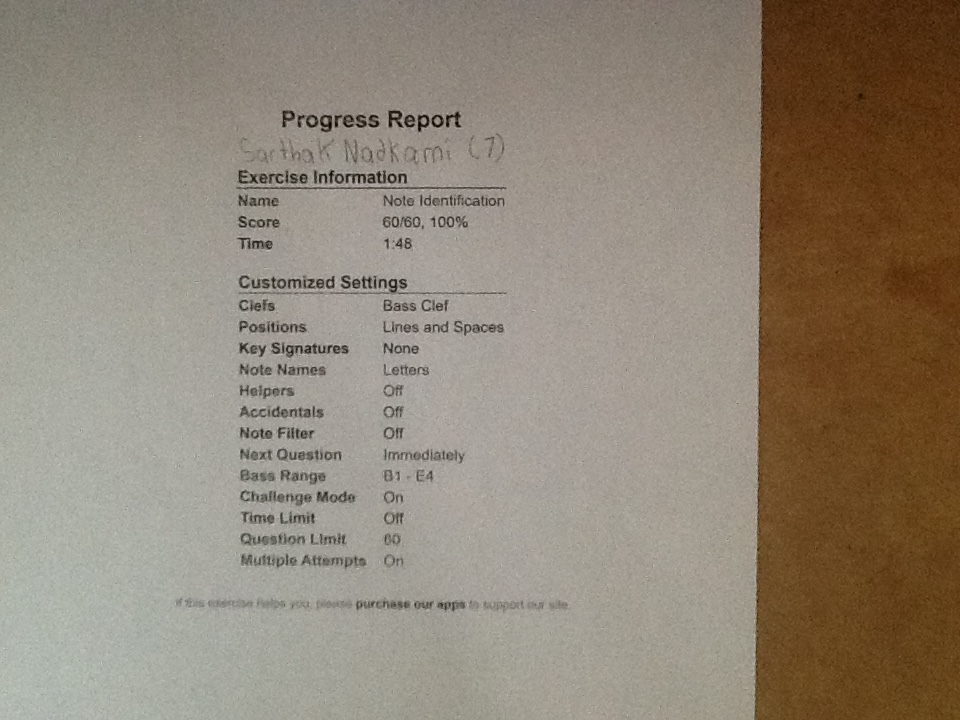 Progress Report
Sarthak Nadkarni (7)
Exercise Information
Name Note Identification
Score 60/60, 100%
Time 1:48
Customized Settings
Clefs Bass Clef
Positions Lines and Spaces
Key Signatures None
Note Names Letters
Helpers Off
Accidentals Off
Note Filter Off
Next Question Immediately
Bass Range B1 - E4
Challenge Mode On
Time Limit Off
Question Limit 60
Multiple Attempts On
If this exercise helps you, please purchase our apps to support our site.